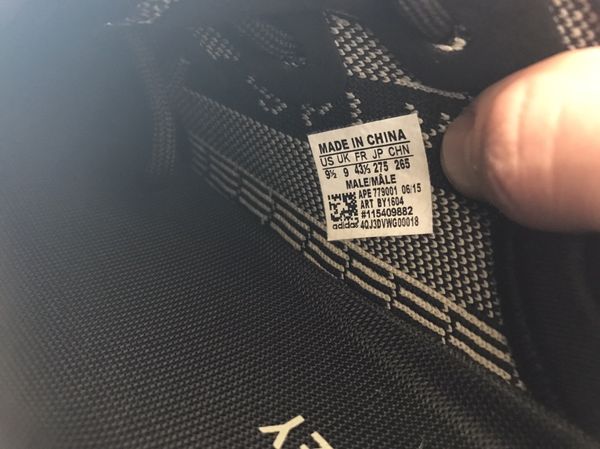 MADE IN CHINA
US UK FR JP CHN
9½ 9 43⅓ 275 265
MALE/MÂLE
APE 779001 06/15
ART BY1604
#115409882
adidas 4QJ3DVWG00018
EY